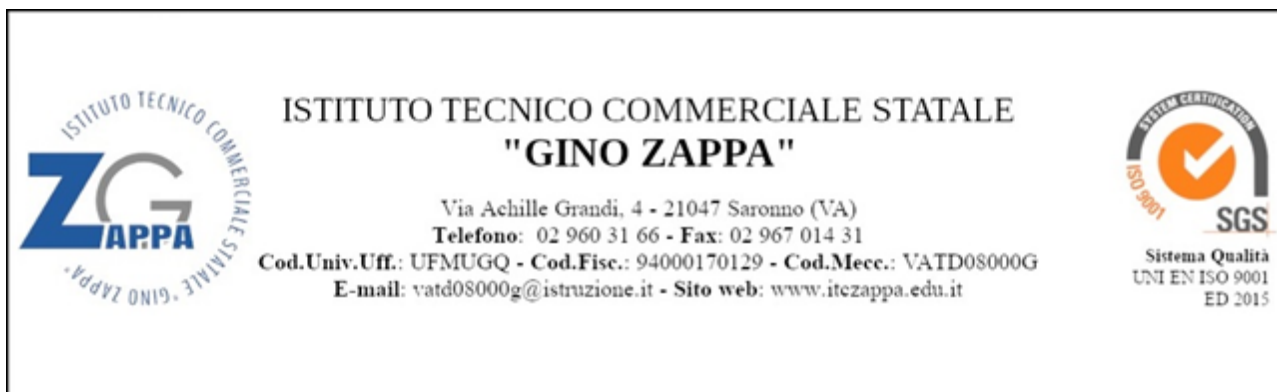 ISTITUTO TECNICO COMMERCIALE STATALE "GINO ZAPPA"
ZG
APPA
ISTITUTO TECNICO COMMERCIALE STATALE
"GINO ZAPPA"
Via Achille Grandi, 4 - 21047 Saronno (VA)
Telefono: 02 960 31 66 - Fax: 02 967 014 31
Cod.Univ.Uff.: UFMUGQ - Cod.Fisc.: 94000170129 - Cod.Mecc.: VATD08000G
E-mail: vatd08000g@istruzione.it - Sito web: www.itczappa.edu.it
SYSTEM CERTIFICATION
ISO 9001
SGS
Sistema Qualità
UNI EN ISO 9001
ED 2015